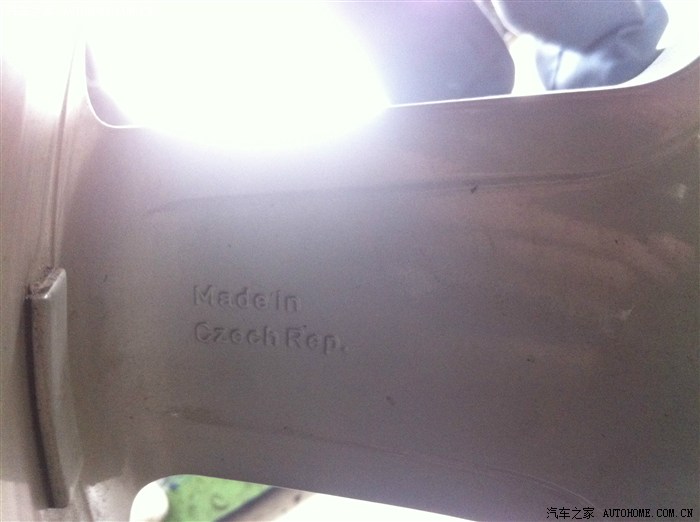 Made in
Czech Rep.
汽车之家 AUTOHOME.COM.CN